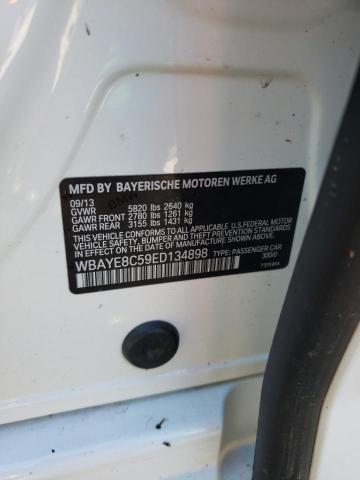 MFD BY BAYERISCHE MOTOREN WERKE AG
09/13
GVWR 5820 lbs 2640 kg
GAWR FRONT 2780 lbs 1261 kg
GAWR REAR 3155 lbs 1431 kg
THIS VEHICLE CONFORMS TO ALL APPLICABLE U.S.FEDERAL MOTOR
VEHICLE SAFETY, BUMPER, AND THEFT PREVENTION STANDARDS
IN EFFECT ON THE DATE OF MANUFACTURE SHOWN ABOVE.
WBAYE8C59ED134898 TYPE: PASSENGER CAR
300/0